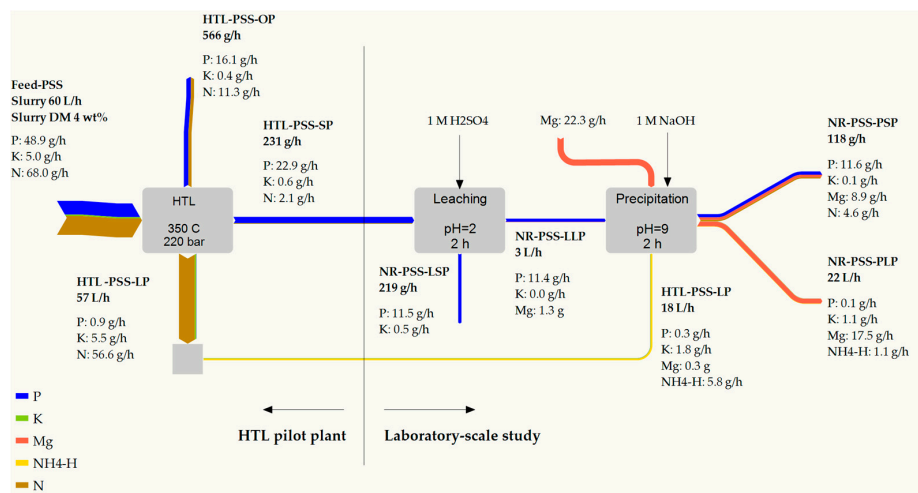 HTL-PSS-OP
566 g/h
P: 16.1 g/h
K: 0.4 g/h
N: 11.3 g/h
Feed-PSS
Slurry 60 L/h
Slurry DM 4 wt%
P: 48.9 g/h
K: 5.0 g/h
N: 68.0 g/h
HTL-PSS-SP
231 g/h
P: 22.9 g/h
K: 0.6 g/h
N: 2.1 g/h
1 M H2SO4
Mg: 22.3 g/h
1 M NaOH
NR-PSS-PSP
118 g/h
P: 11.6 g/h
K: 0.1 g/h
Mg: 8.9 g/h
N: 4.6 g/h
HTL
350 C
220 bar
Leaching
pH=2
2 h
Precipitation
pH=9
2 h
HTL -PSS-LP
57 L/h
P: 0.9 g/h
K: 5.5 g/h
N: 56.6 g/h
NR-PSS-LSP
219 g/h
P: 11.5 g/h
K: 0.5 g/h
NR-PSS-LLP
3 L/h
P: 11.4 g/h
K: 0.0 g/h
Mg: 1.3 g
HTL-PSS-LP
18 L/h
P: 0.3 g/h
K: 1.8 g/h
Mg: 0.3 g
NH4-H: 5.8 g/h
NR-PSS-PLP
22 L/h
P: 0.1 g/h
K: 1.1 g/h
Mg: 17.5 g/h
NH4-H: 1.1 g/h
P
K
Mg
NH4-H
N
HTL pilot plant
Laboratory-scale study